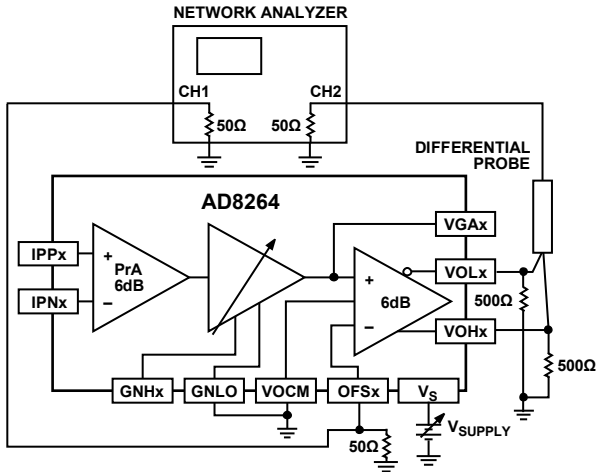 NETWORK ANALYZER
CH1
CH2
50Ω
50Ω
DIFFERENTIAL
PROBE
AD8264
VGAx
IPPx
+
PrA
6dB
+
VOLx
IPNx
−
6dB
−
500Ω
VOHx
500Ω
GNHx
GNLO
VOCM
OFSx
VS
50Ω
VSUPPLY